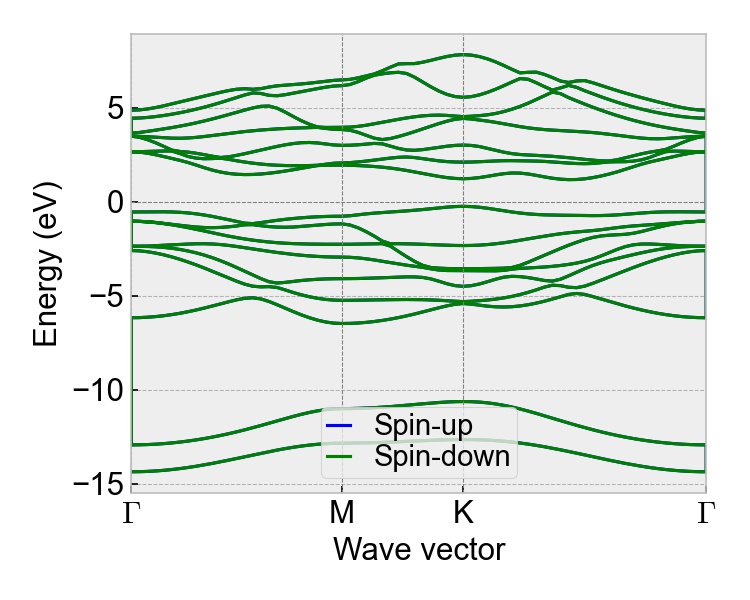 Energy (eV)
5
0
−5
−10
−15
Spin-up
Spin-down
Γ M K Γ
Wave vector